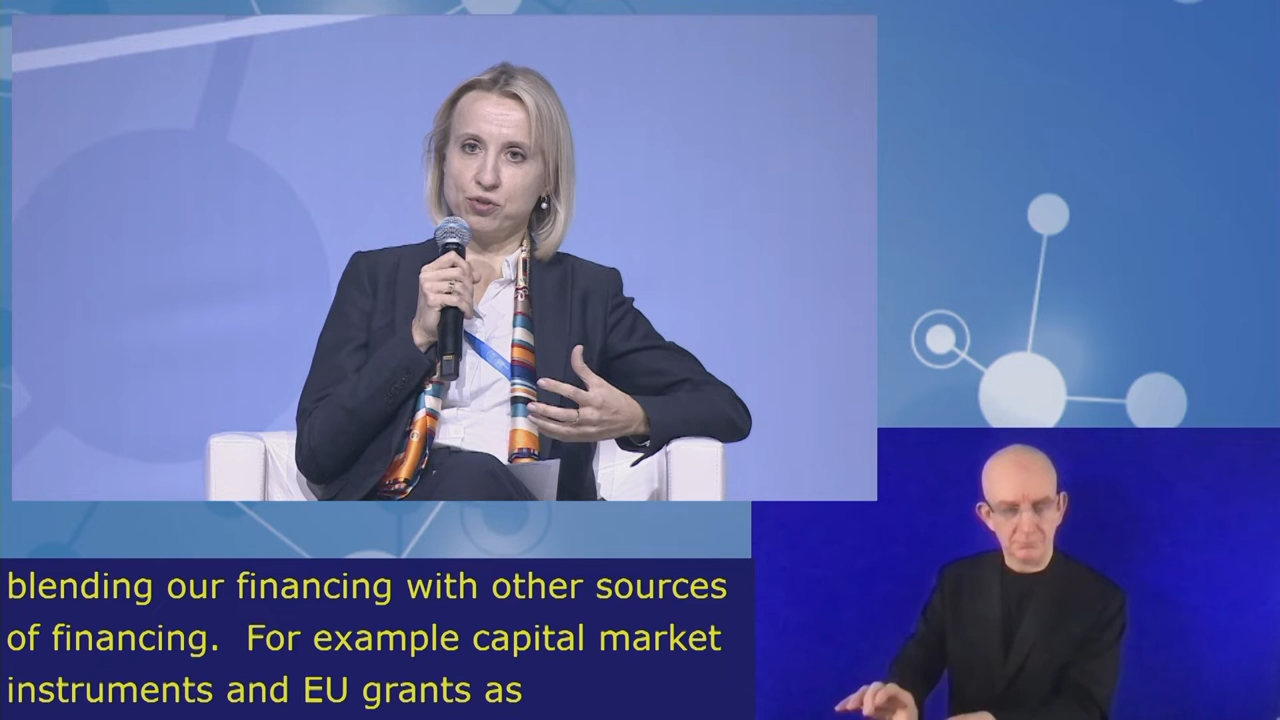 blending our financing with other sources
of financing.  For example capital market
instruments and EU grants as